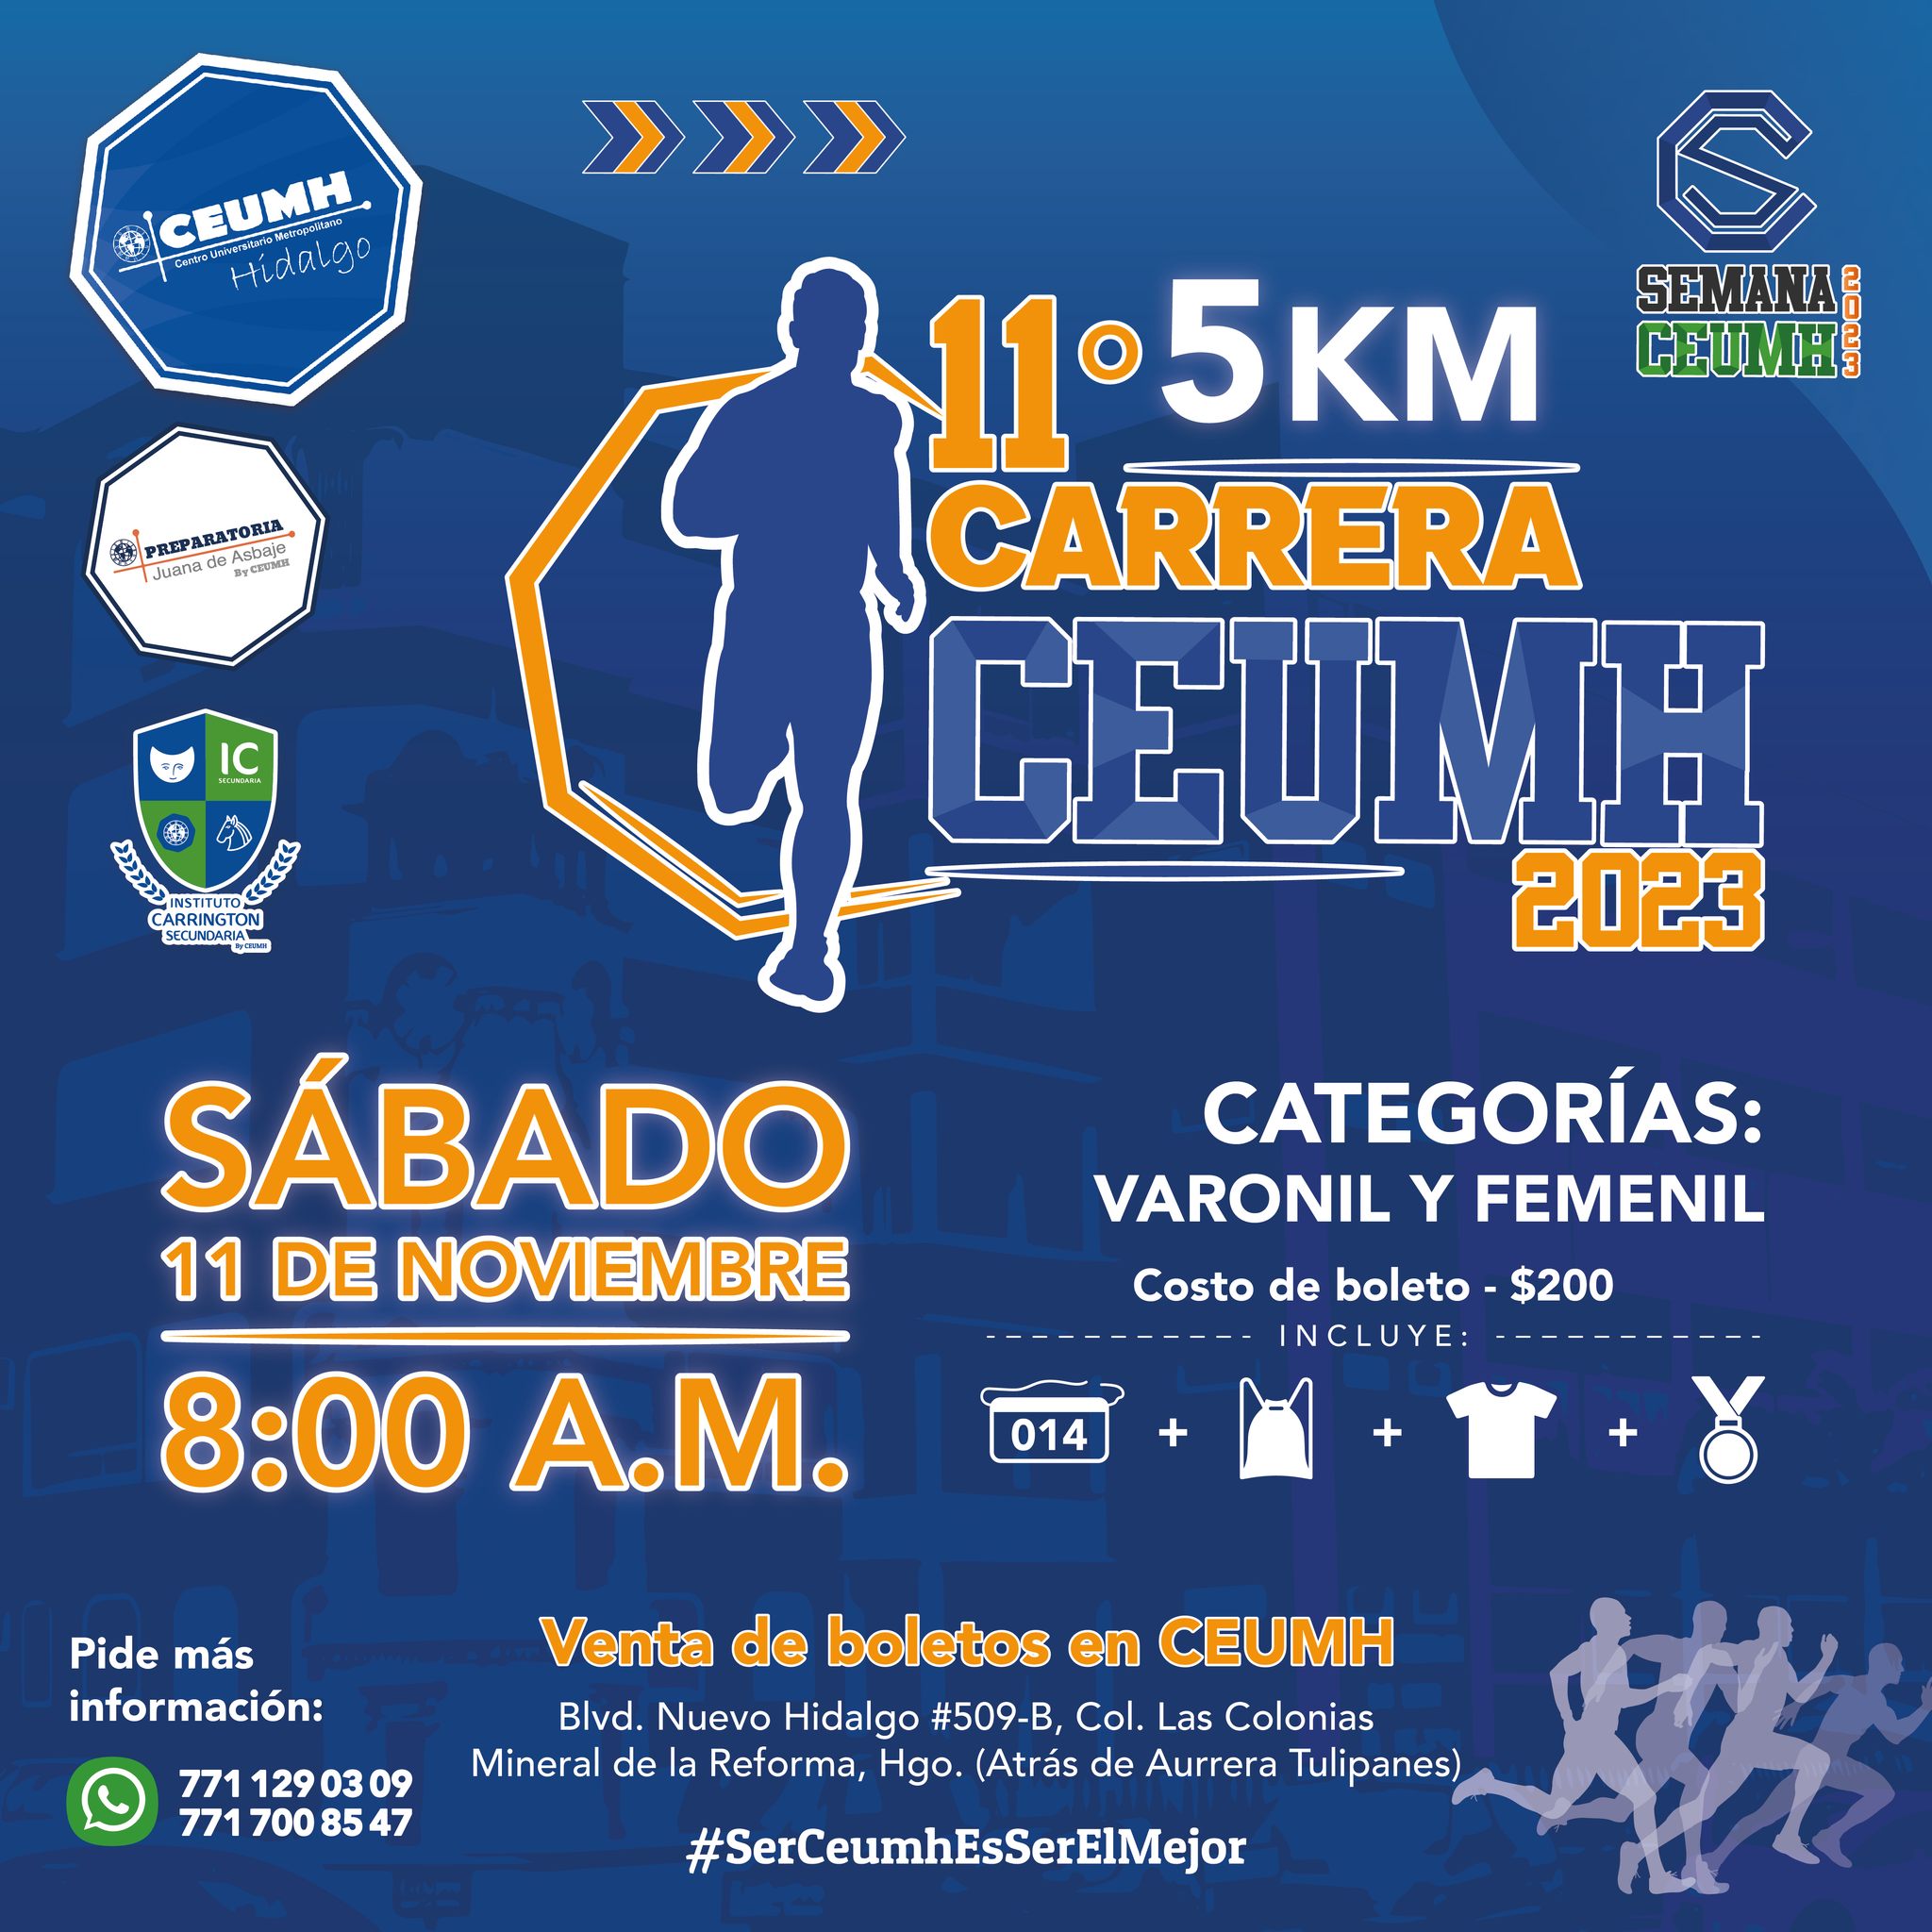 CEUMH
Centro Universitario Metropolitano
Hidalgo
PREPARATORIA
Juana de Asbaje
By CEUMH
IC
SECUNDARIA
INSTITUTO
CARRINGTON
SECUNDARIA
By CEUMH
S
SEMANA
CEUMH
2023
11° 5KM
CARRERA
CEUMH
2023
SÁBADO
11 DE NOVIEMBRE
8:00 A.M.
CATEGORÍAS:
VARONIL Y FEMENIL
Costo de boleto - $200
INCLUYE:
014 + + +
Pide más
información:
771 129 03 09
771 700 85 47
Venta de boletos en CEUMH
Blvd. Nuevo Hidalgo #509-B, Col. Las Colonias
Mineral de la Reforma, Hgo. (Atrás de Aurrera Tulipanes)
#SerCeumhEsSerElMejor